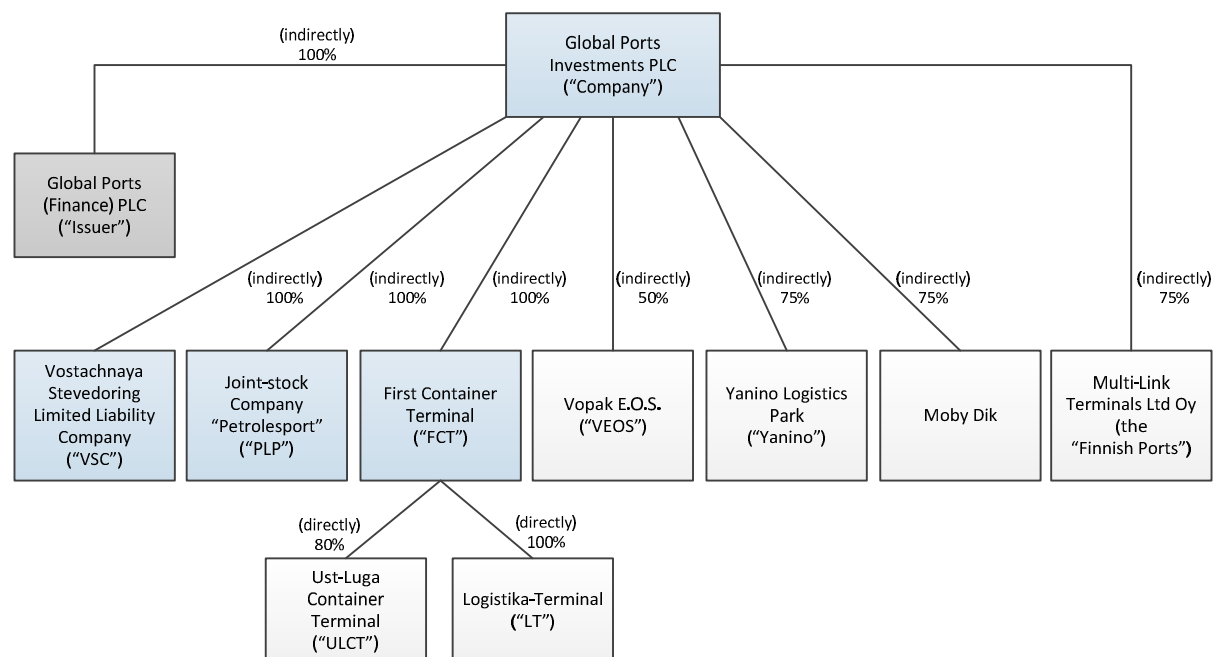 (indirectly)
100%
Global Ports
Investments PLC
(“Company”)
Global Ports
(Finance) PLC
(“Issuer”)
(indirectly)
100%
(indirectly)
100%
(indirectly)
100%
(indirectly)
50%
(indirectly)
75%
(indirectly)
75%
(indirectly)
75%
Vostachnaya
Stevedoring
Limited Liability
Company
(“VSC”)
Joint-stock
Company
“Petrolesport”
(“PLP”)
First Container
Terminal
(“FCT”)
Vopak E.O.S.
(“VEOS”)
Yanino Logistics
Park
(“Yanino”)
Moby Dik
Multi-Link
Terminals Ltd Oy
(the
“Finnish Ports”)
(directly)
80%
(directly)
100%
Ust-Luga
Container
Terminal
(“ULCT”)
Logistika-Terminal
(“LT”)